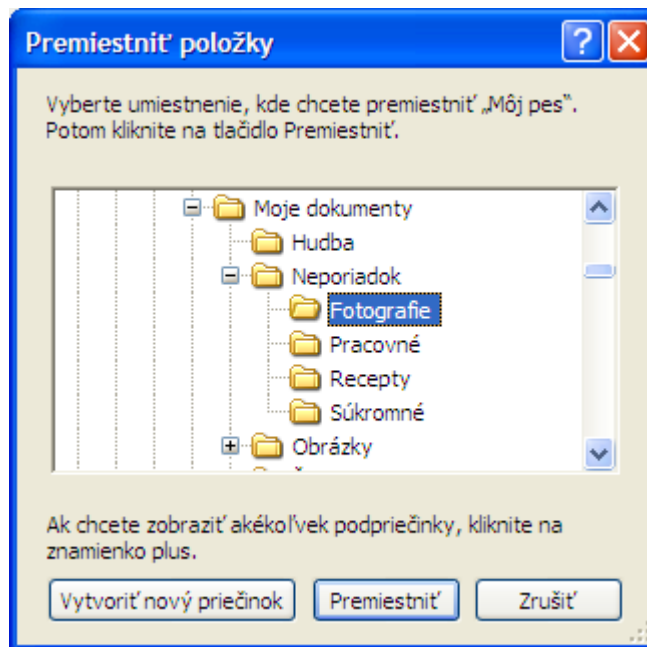 Premiestniť položky
Vyberte umiestnenie, kde chcete premiestniť „Môj pes“.
Potom kliknite na tlačidlo Premiestniť.
Moje dokumenty
Hudba
Neporiadok
Fotografie
Pracovné
Recepty
Súkromné
Obrázky
Ak chcete zobraziť akékoľvek podpriečinky, kliknite na
znamienko plus.
Vytvoriť nový priečinok
Premiestniť
Zrušiť